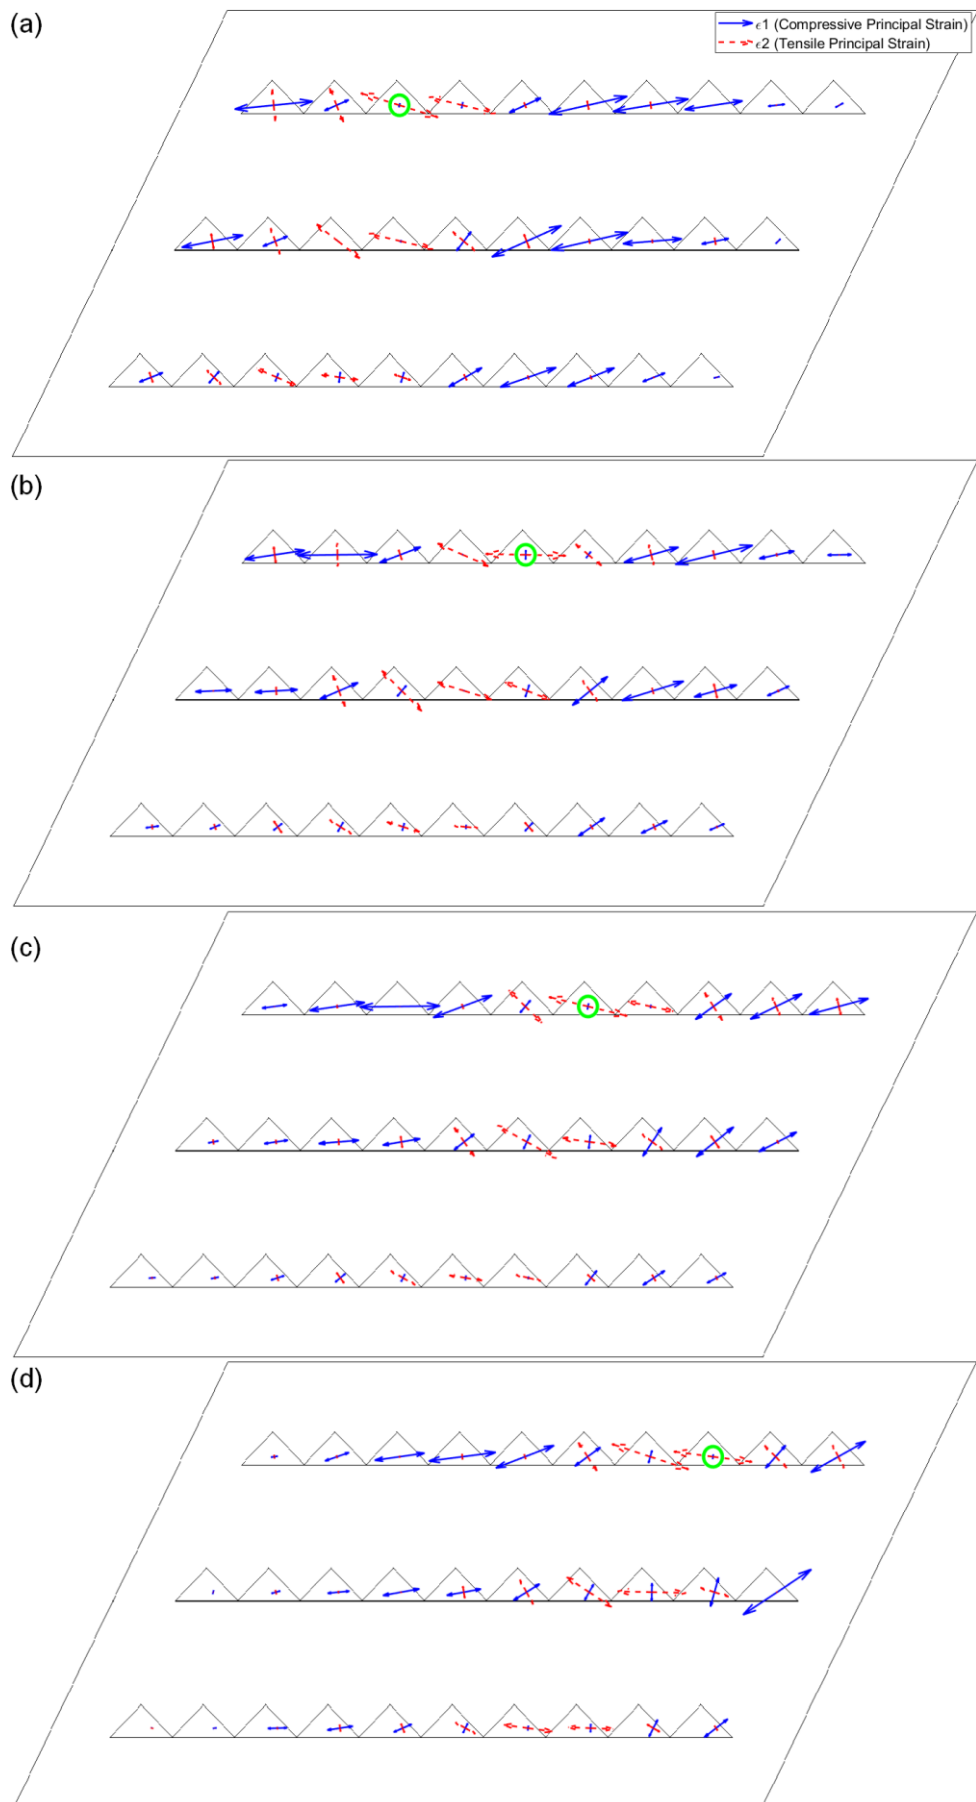 (a)
ϵ1 (Compressive Principal Strain)
ϵ2 (Tensile Principal Strain)
(b)
(c)
(d)